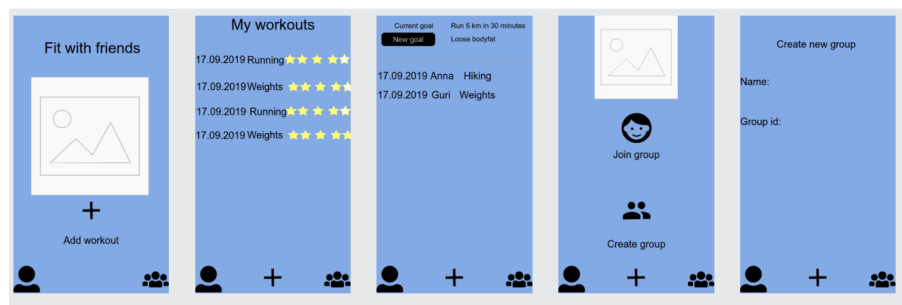 Fit with friends
Add workout
My workouts
17.09.2019 Running
17.09.2019 Weights
17.09.2019 Running
17.09.2019 Weights
Current goal Run 5 km in 30 minutes
New goal Loose bodyfat
17.09.2019 Anna Hiking
17.09.2019 Guri Weights
Join group
Create group
Create new group
Name:
Group id: